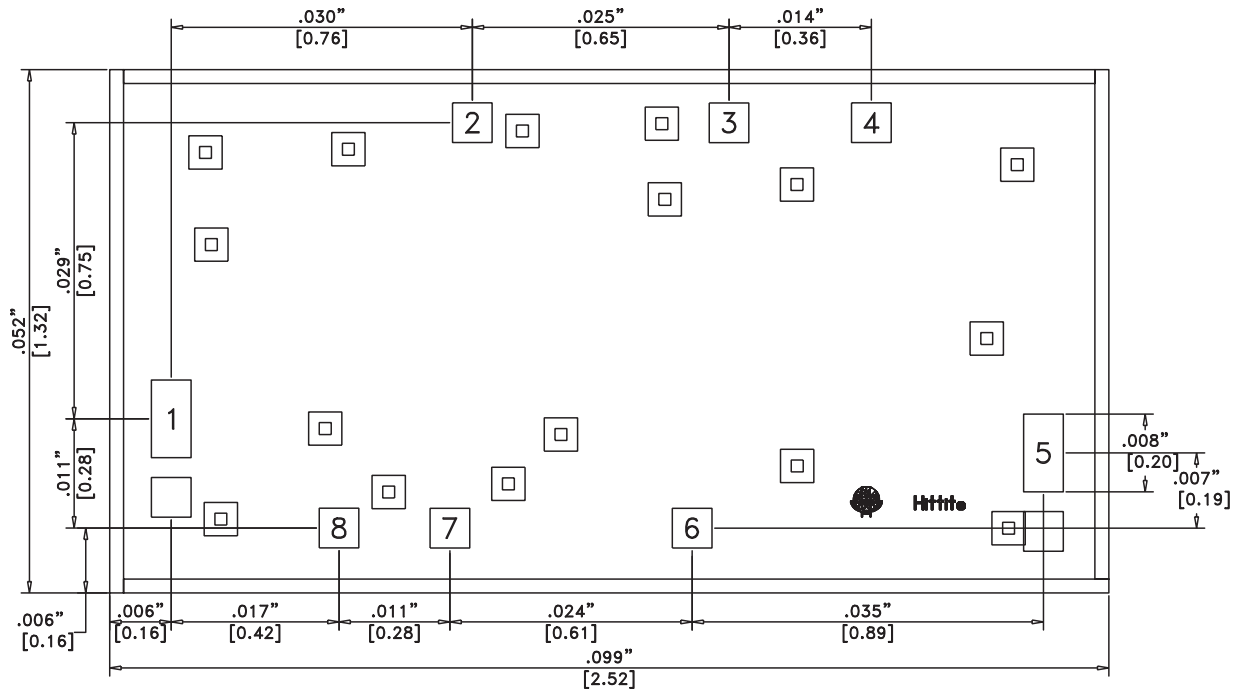 .030” .025” .014”
[0.76] [0.65] [0.36]
2 3 4
.029”
[0.75]
.052”
[1.32]
1
5
.008”
[0.20]
.007”
[0.19]
.011”
[0.28]
Hittite
8 7 6
.006”
[0.16]
.006” .017” .011” .024” .035”
[0.16] [0.42] [0.28] [0.61] [0.89]
.099”
[2.52]